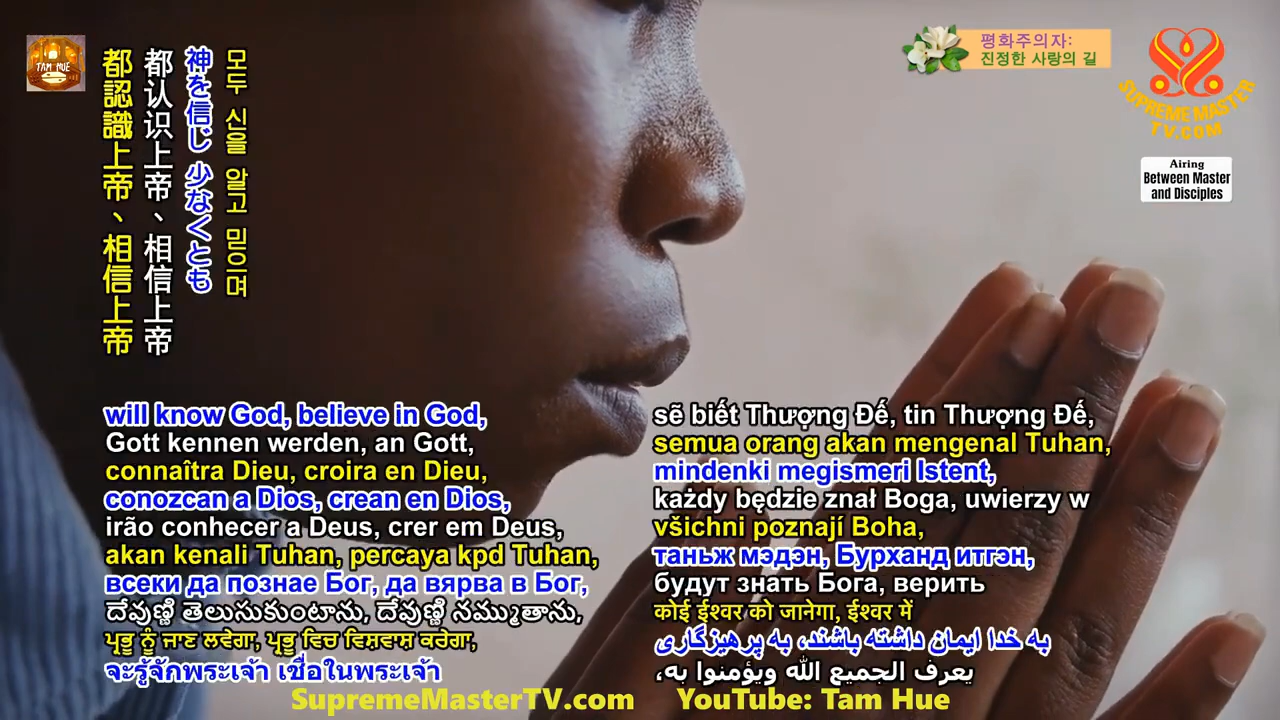 TAM HUE
都認識上帝、相信上帝
都认识上帝、相信上帝
神を信じ 少なくとも
모두 신을 알고 믿으며
평화주의자:
진정한 사랑의 길
SUPREME MASTER
TV.COM
Airing
Between Master
and Disciples
will know God, believe in God,
Gott kennen werden, an Gott,
connaîtra Dieu, croira en Dieu,
conozcan a Dios, crean en Dios,
irão conhecer a Deus, crer em Deus,
akan kenali Tuhan, percaya kpd Tuhan,
всеки да познае Бог, да вярва в Бог,
దేవుణ్ణి తెలుసుకుంటాను, దేవుణ్ణి నమ్ముతాను,
ਪ੍ਰਭੂ ਨੂੰ ਜਾਣ ਲਵੇਗਾ, ਪ੍ਰਭੂ ਵਿਚ ਵਿਸ਼ਵਾਸ਼ ਕਰੇਗਾ,
จะรู้จักพระเจ้า เชื่อในพระเจ้า
sẽ biết Thượng Đế, tin Thượng Đế,
semua orang akan mengenal Tuhan,
mindenki megismeri Istent,
każdy będzie znał Boga, uwierzy w
všichni poznají Boha,
таньж мэдэн, Бурханд итгэн,
будут знать Бога, верить
कोई ईश्वर को जानेगा, ईश्वर में
به خدا ایمان داشته باشند، به پرهیزگاری
يعرف الجميع الله ويؤمنوا به،
SupremeMasterTV.com
YouTube: Tam Hue